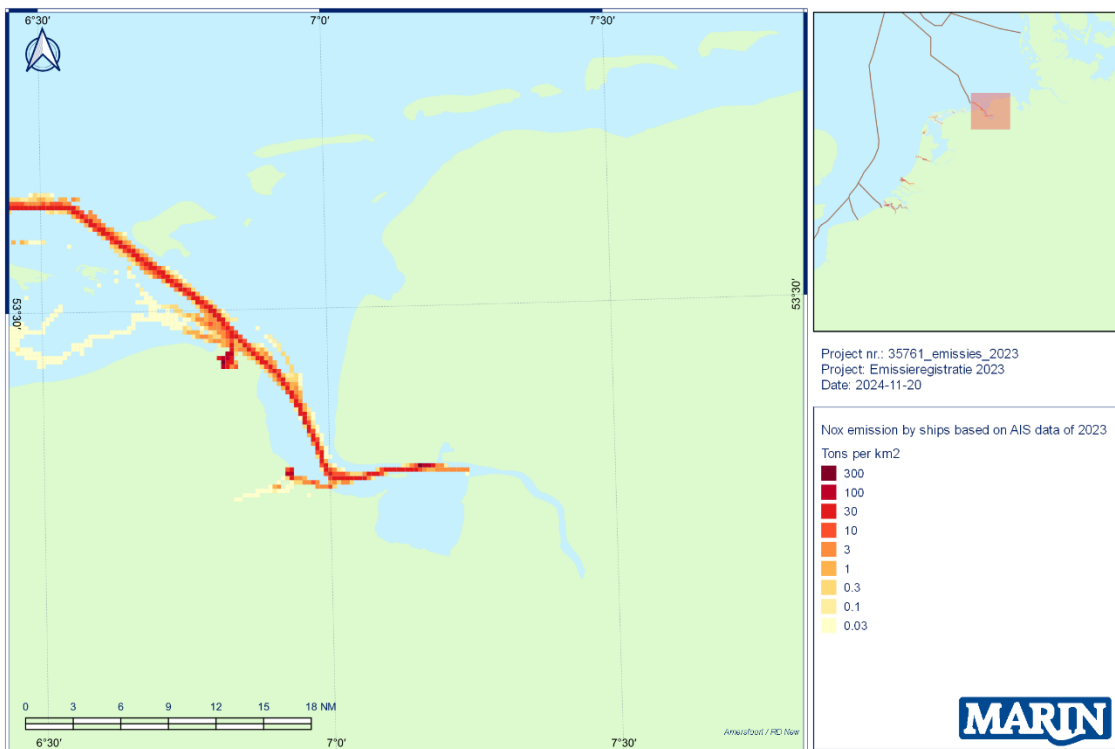 6°30' 7°0' 7°30'
53°30'
53°30'
0 3 6 9 12 15 18 NM
Amersfoort / RD New
6°30' 7°0' 7°30'
Project nr.: 35761_emissies_2023
Project: Emissieregistratie 2023
Date: 2024-11-20
Nox emission by ships based on AIS data of 2023
Tons per km2
300
100
30
10
3
1
0.3
0.1
0.03
MARIN